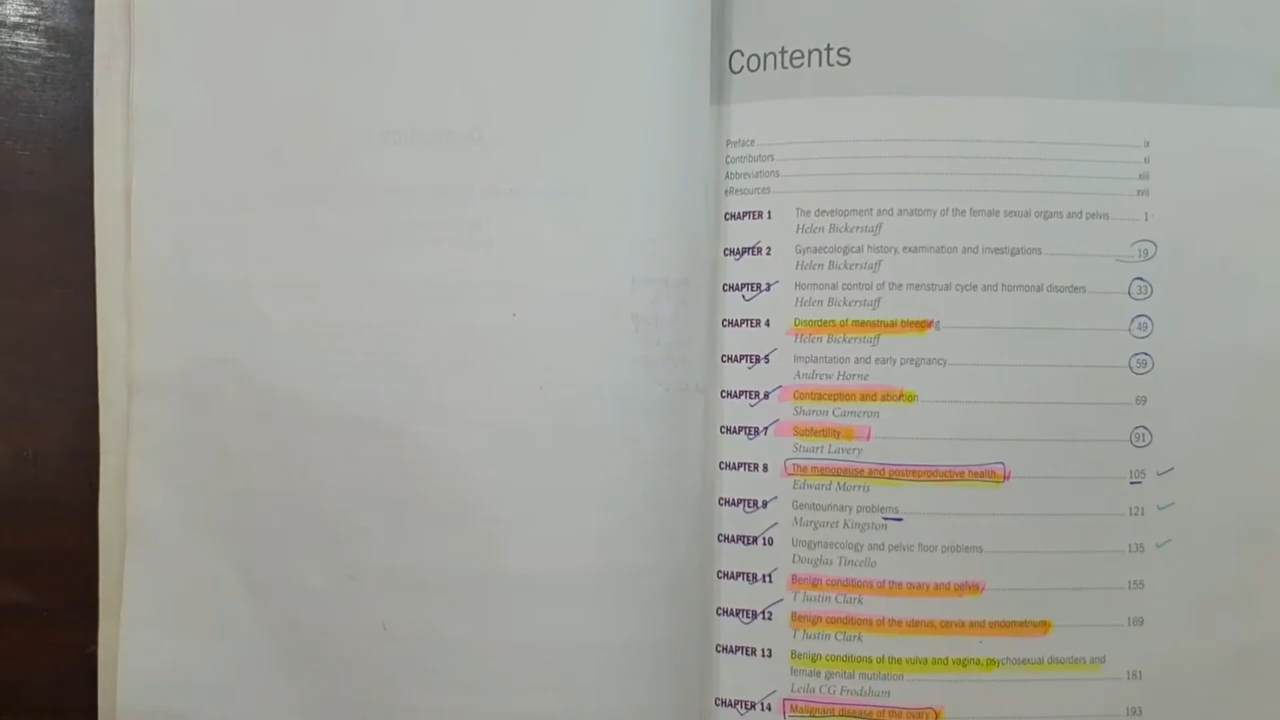 Contents
Preface ix
Contributors xi
Abbreviations xiii
eResources xvii
CHAPTER 1 The development and anatomy of the female sexual organs and pelvis 1
Helen Bickerstaff
CHAPTER 2 Gynaecological history, examination and investigations 19
Helen Bickerstaff
CHAPTER 3 Hormonal control of the menstrual cycle and hormonal disorders 33
Helen Bickerstaff
CHAPTER 4 Disorders of menstrual bleeding 49
Helen Bickerstaff
CHAPTER 5 Implantation and early pregnancy 59
Andrew Horne
CHAPTER 6 Contraception and abortion 69
Sharon Cameron
CHAPTER 7 Subfertility 91
Stuart Lavery
CHAPTER 8 The menopause and postreproductive health 105
Edward Morris
CHAPTER 9 Genitourinary problems 121
Margaret Kingston
CHAPTER 10 Urogynaecology and pelvic floor problems 135
Douglas Tincello
CHAPTER 11 Benign conditions of the ovary and pelvis 155
T Justin Clark
CHAPTER 12 Benign conditions of the uterus, cervix and endometrium 169
T Justin Clark
CHAPTER 13 Benign conditions of the vulva and vagina, psychosexual disorders and
female genital mutilation 181
Leila CG Frodsham
CHAPTER 14 Malignant disease of the ovary 193